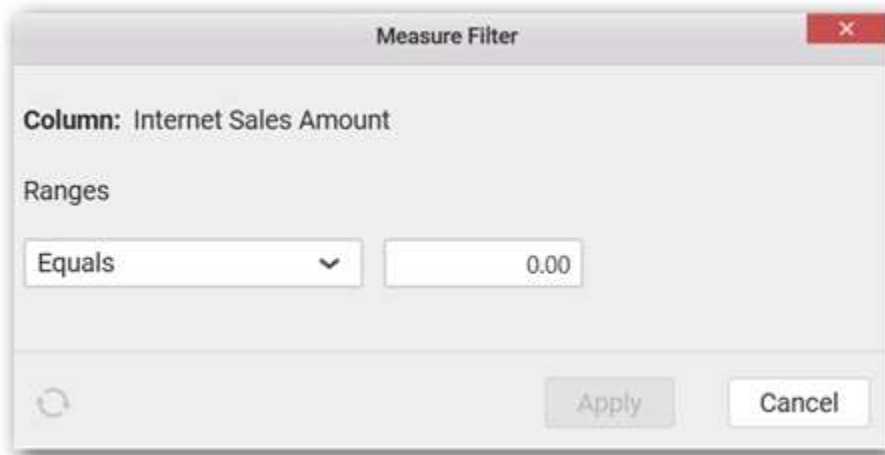 Measure Filter
Column: Internet Sales Amount
Ranges
Equals 0.00
Apply Cancel